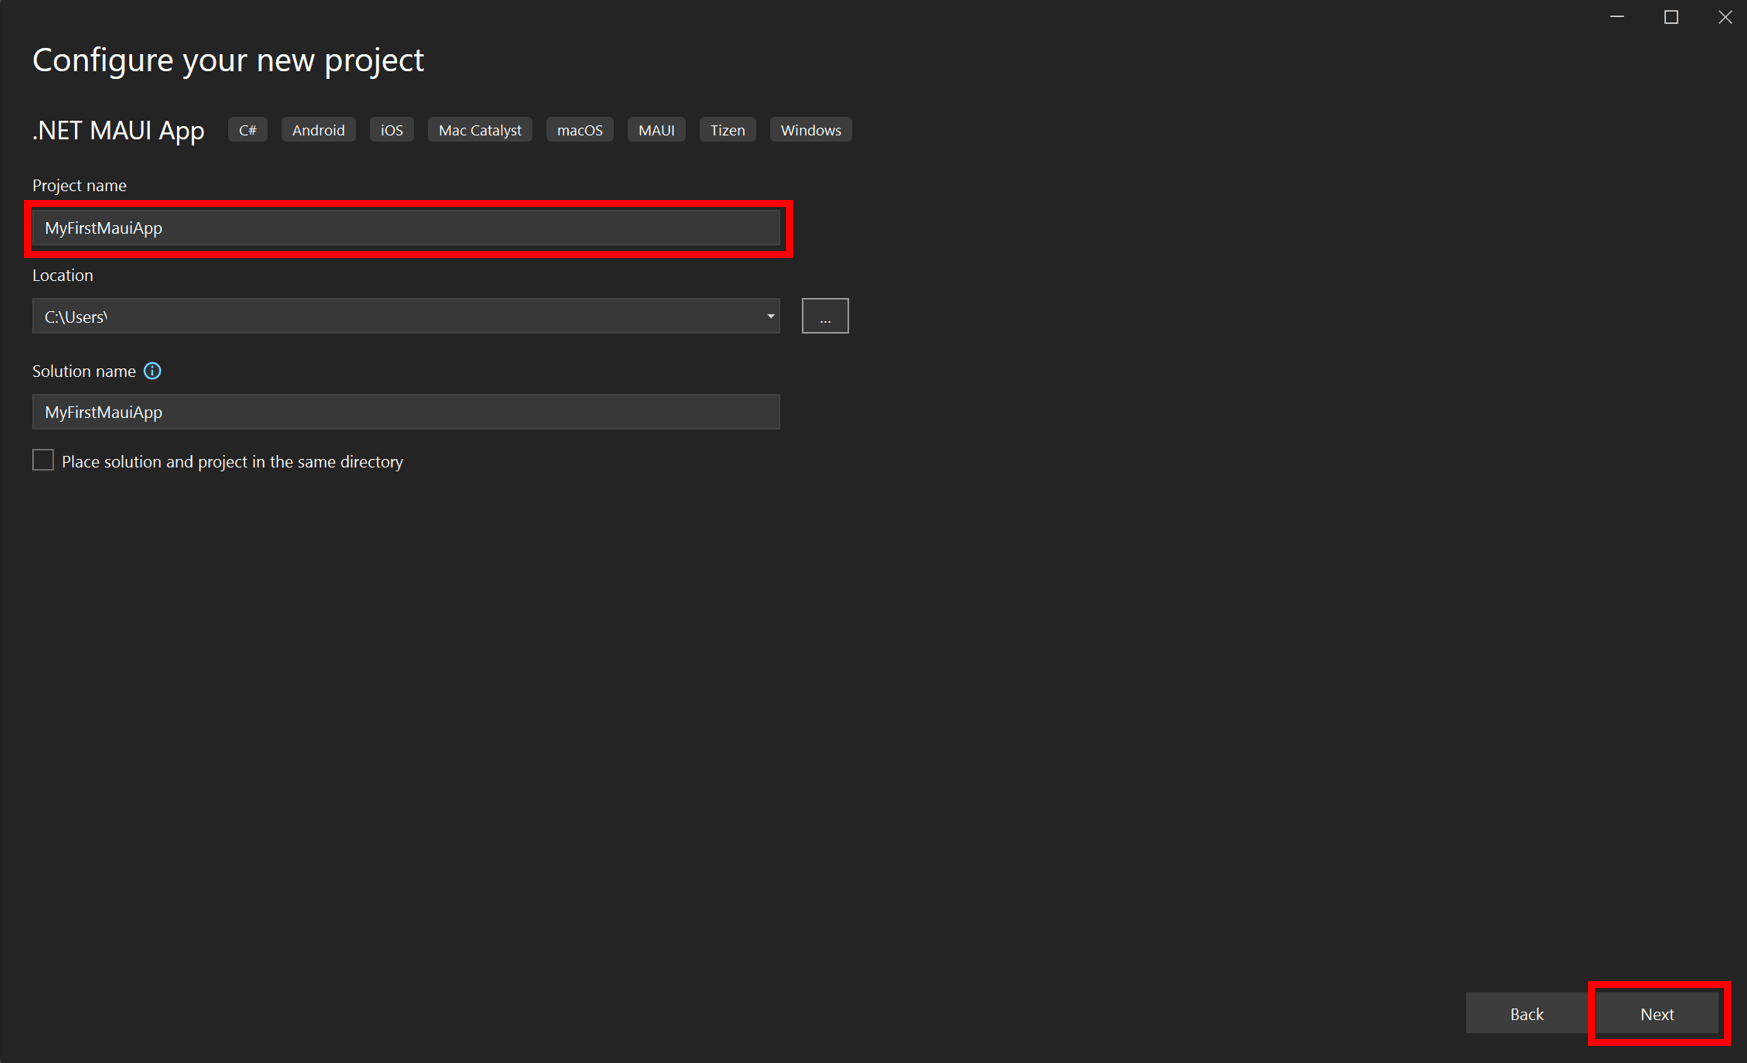 Configure your new project
.NET MAUI App C# Android iOS Mac Catalyst macOS MAUI Tizen Windows
Project name
MyFirstMauiApp
Location
C:\Users\
...
Solution name
MyFirstMauiApp
Place solution and project in the same directory
Back Next